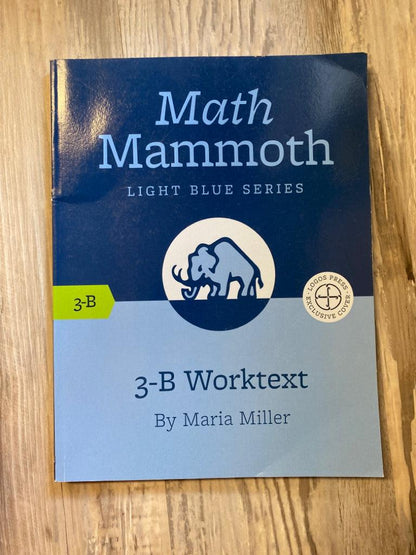 Math
Mammoth
LIGHT BLUE SERIES
3-B
LOGOS PRESS
EXCLUSIVE COVER
3-B Worktext
By Maria Miller